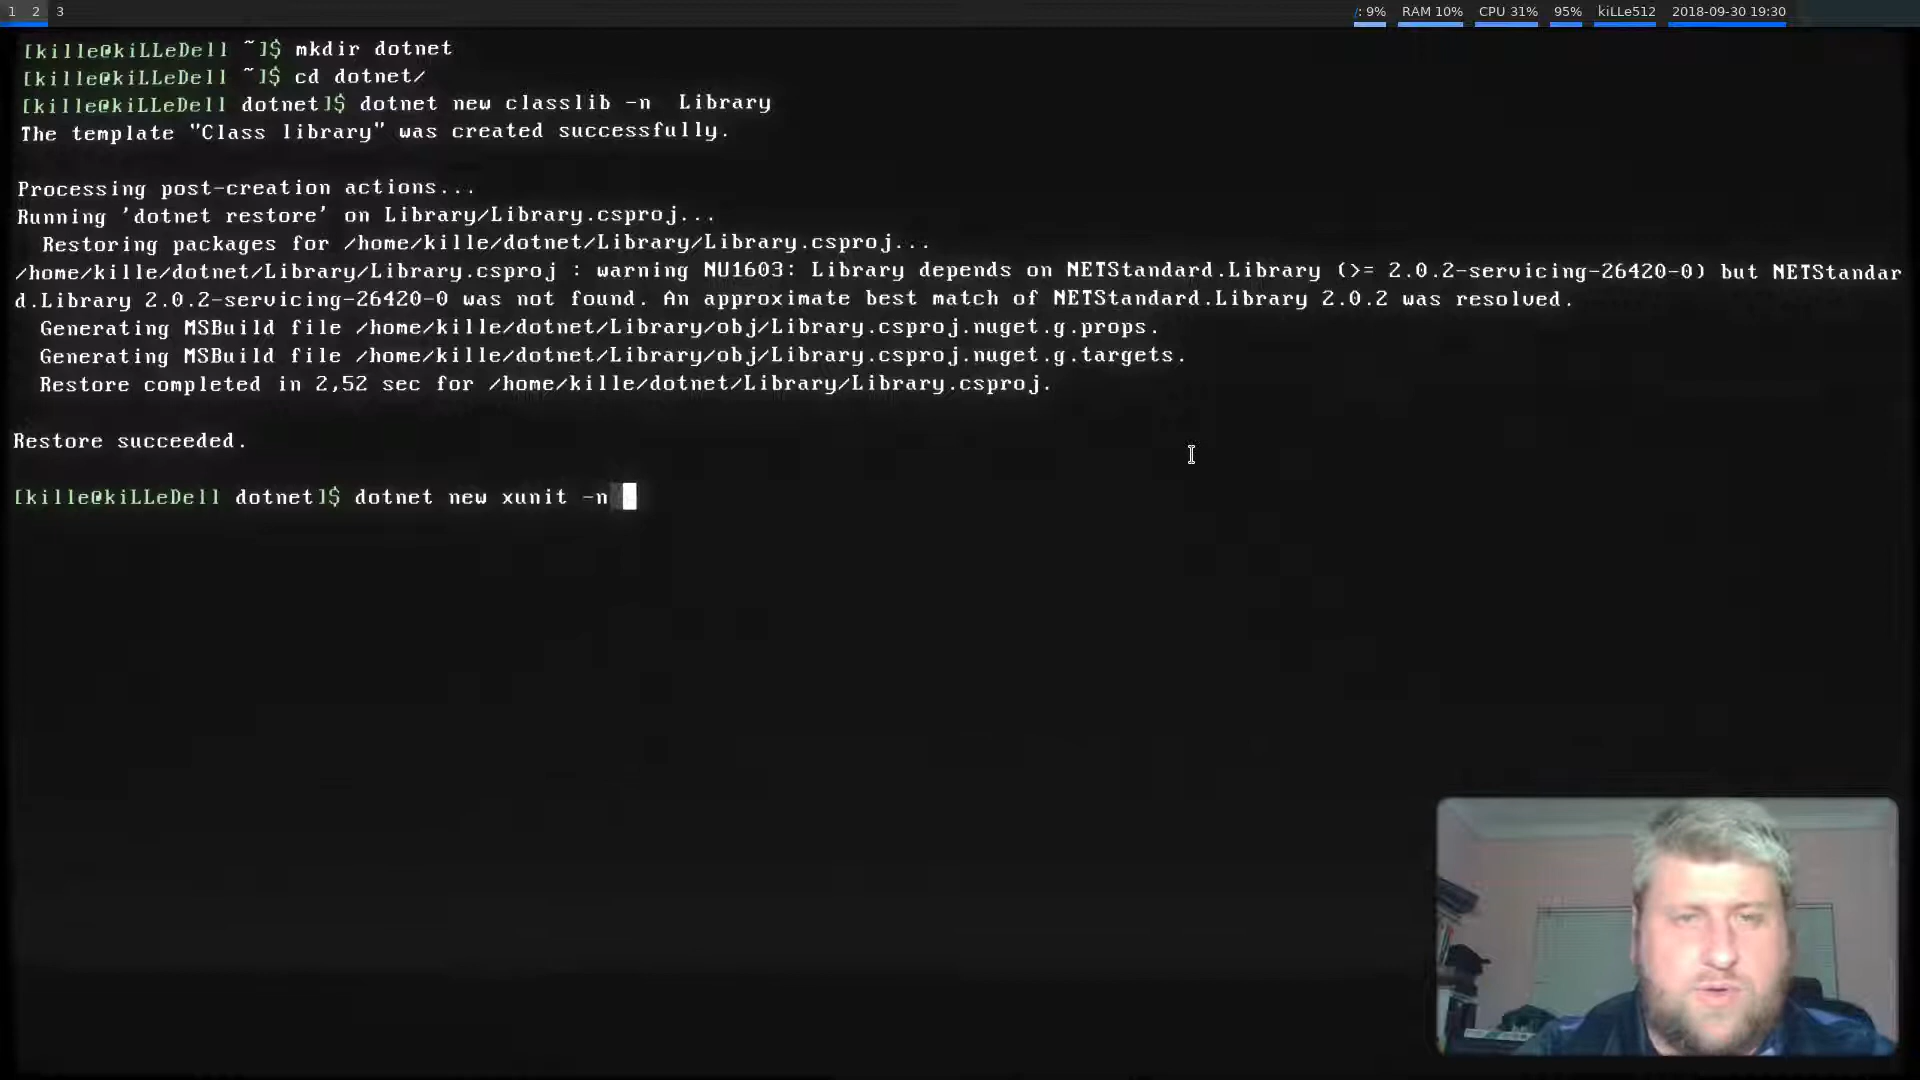 1 2 3 /: 9% RAM 10% CPU 31% 95% kiLLe512 2018-09-30 19:30
[kille@kiLLeDell ~]$ mkdir dotnet
[kille@kiLLeDell ~]$ cd dotnet/
[kille@kiLLeDell dotnet]$ dotnet new classlib -n  Library
The template "Class library" was created successfully.
Processing post-creation actions...
Running 'dotnet restore' on Library/Library.csproj...
  Restoring packages for /home/kille/dotnet/Library/Library.csproj...
/home/kille/dotnet/Library/Library.csproj : warning NU1603: Library depends on NETStandard.Library (>= 2.0.2-servicing-26420-0) but NETStandar
d.Library 2.0.2-servicing-26420-0 was not found. An approximate best match of NETStandard.Library 2.0.2 was resolved.
  Generating MSBuild file /home/kille/dotnet/Library/obj/Library.csproj.nuget.g.props.
  Generating MSBuild file /home/kille/dotnet/Library/obj/Library.csproj.nuget.g.targets.
  Restore completed in 2,52 sec for /home/kille/dotnet/Library/Library.csproj.
Restore succeeded.
[kille@kiLLeDell dotnet]$ dotnet new xunit -n